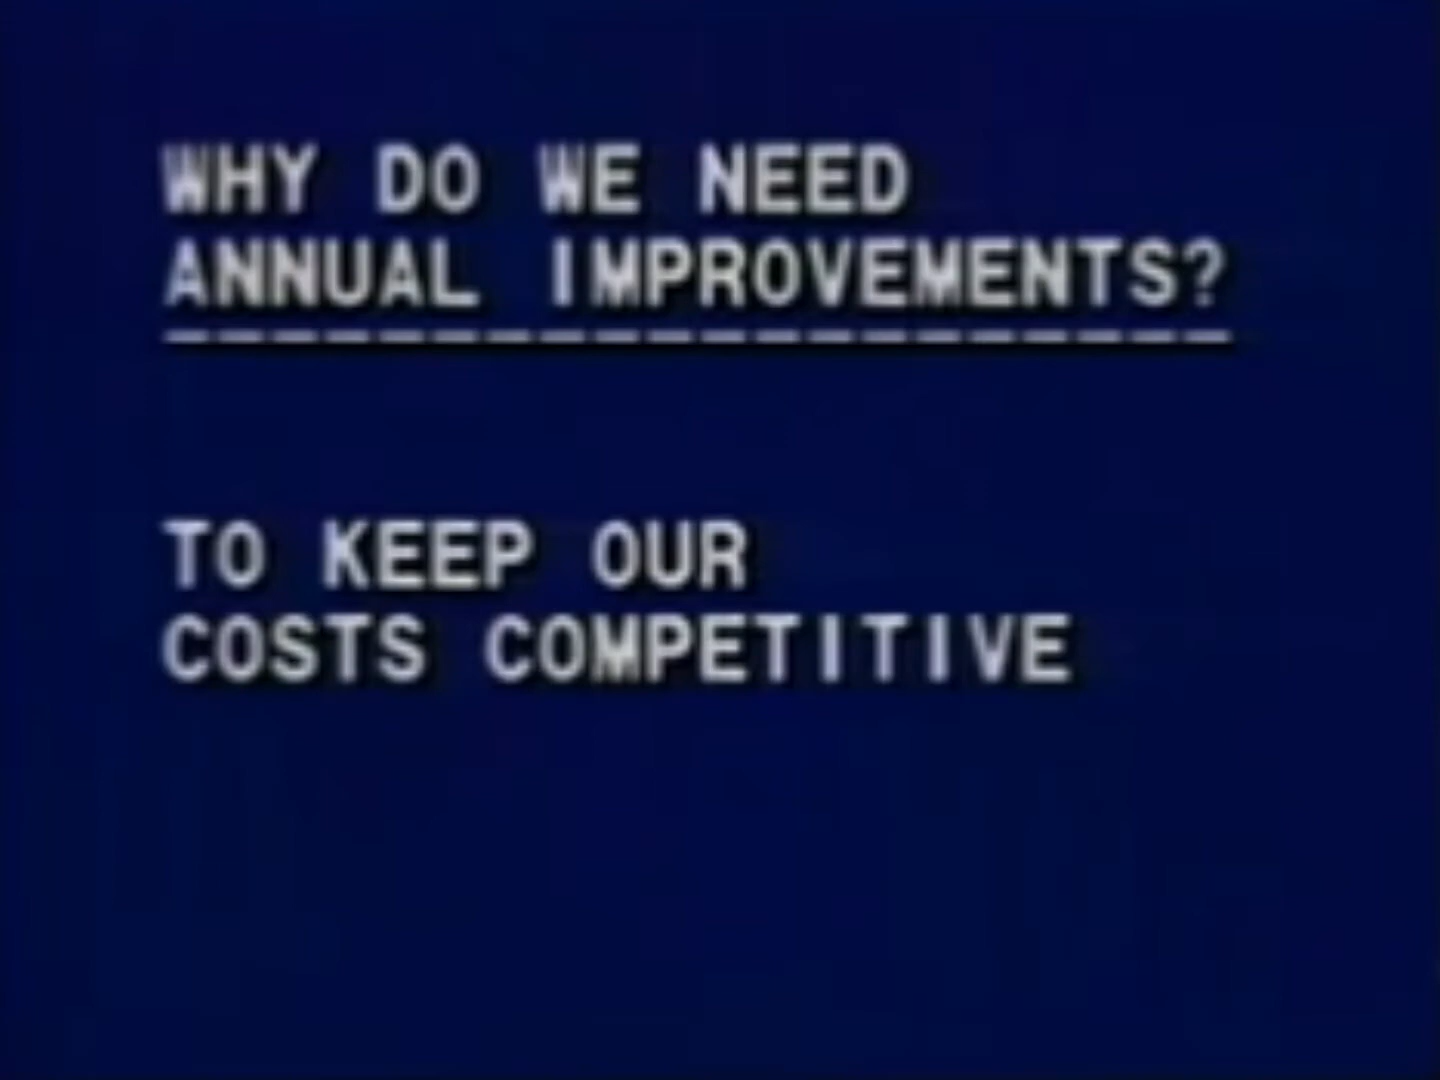 WHY DO WE NEED
ANNUAL IMPROVEMENTS?
--------------------
TO KEEP OUR
COSTS COMPETITIVE